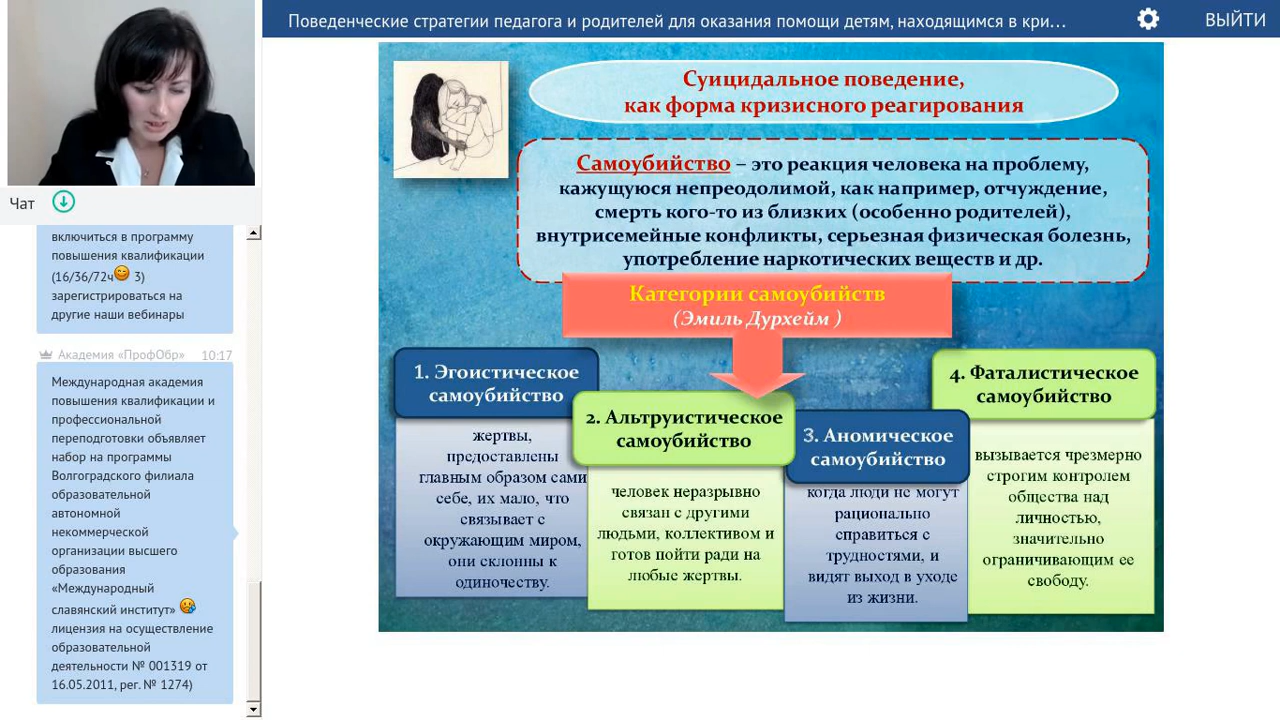 Поведенческие стратегии педагога и родителей для оказания помощи детям, находящимся в кри...
ВЫЙТИ
Чат
включиться в программу
повышения квалификации
(16/36/72ч 3)
зарегистрироваться на
другие наши вебинары
Академия «ПрофОбр» 10:17
Международная академия
повышения квалификации и
профессиональной
переподготовки объявляет
набор на программы
Волгоградского филиала
образовательной
автономной
некоммерческой
организации высшего
образования
«Международный
славянский институт»
лицензия на осуществление
образовательной
деятельности № 001319 от
16.05.2011, рег. № 1274)
Суицидальное поведение,
как форма кризисного реагирования
Самоубийство – это реакция человека на проблему,
кажущуюся непреодолимой, как например, отчуждение,
смерть кого-то из близких (особенно родителей),
внутрисемейные конфликты, серьезная физическая болезнь,
употребление наркотических веществ и др.
Категории самоубийств
(Эмиль Дурхейм )
1. Эгоистическое
самоубийство
жертвы,
предоставлены
главным образом сами
себе, их мало, что
связывает с
окружающим миром,
они склонны к
одиночеству.
2. Альтруистическое
самоубийство
человек неразрывно
связан с другими
людьми, коллективом и
готов пойти ради на
любые жертвы.
3. Аномическое
самоубийство
когда люди не могут
рационально
справиться с
трудностями, и
видят выход в уходе
из жизни.
4. Фаталистическое
самоубийство
вызывается чрезмерно
строгим контролем
общества над
личностью,
значительно
ограничивающим ее
свободу.